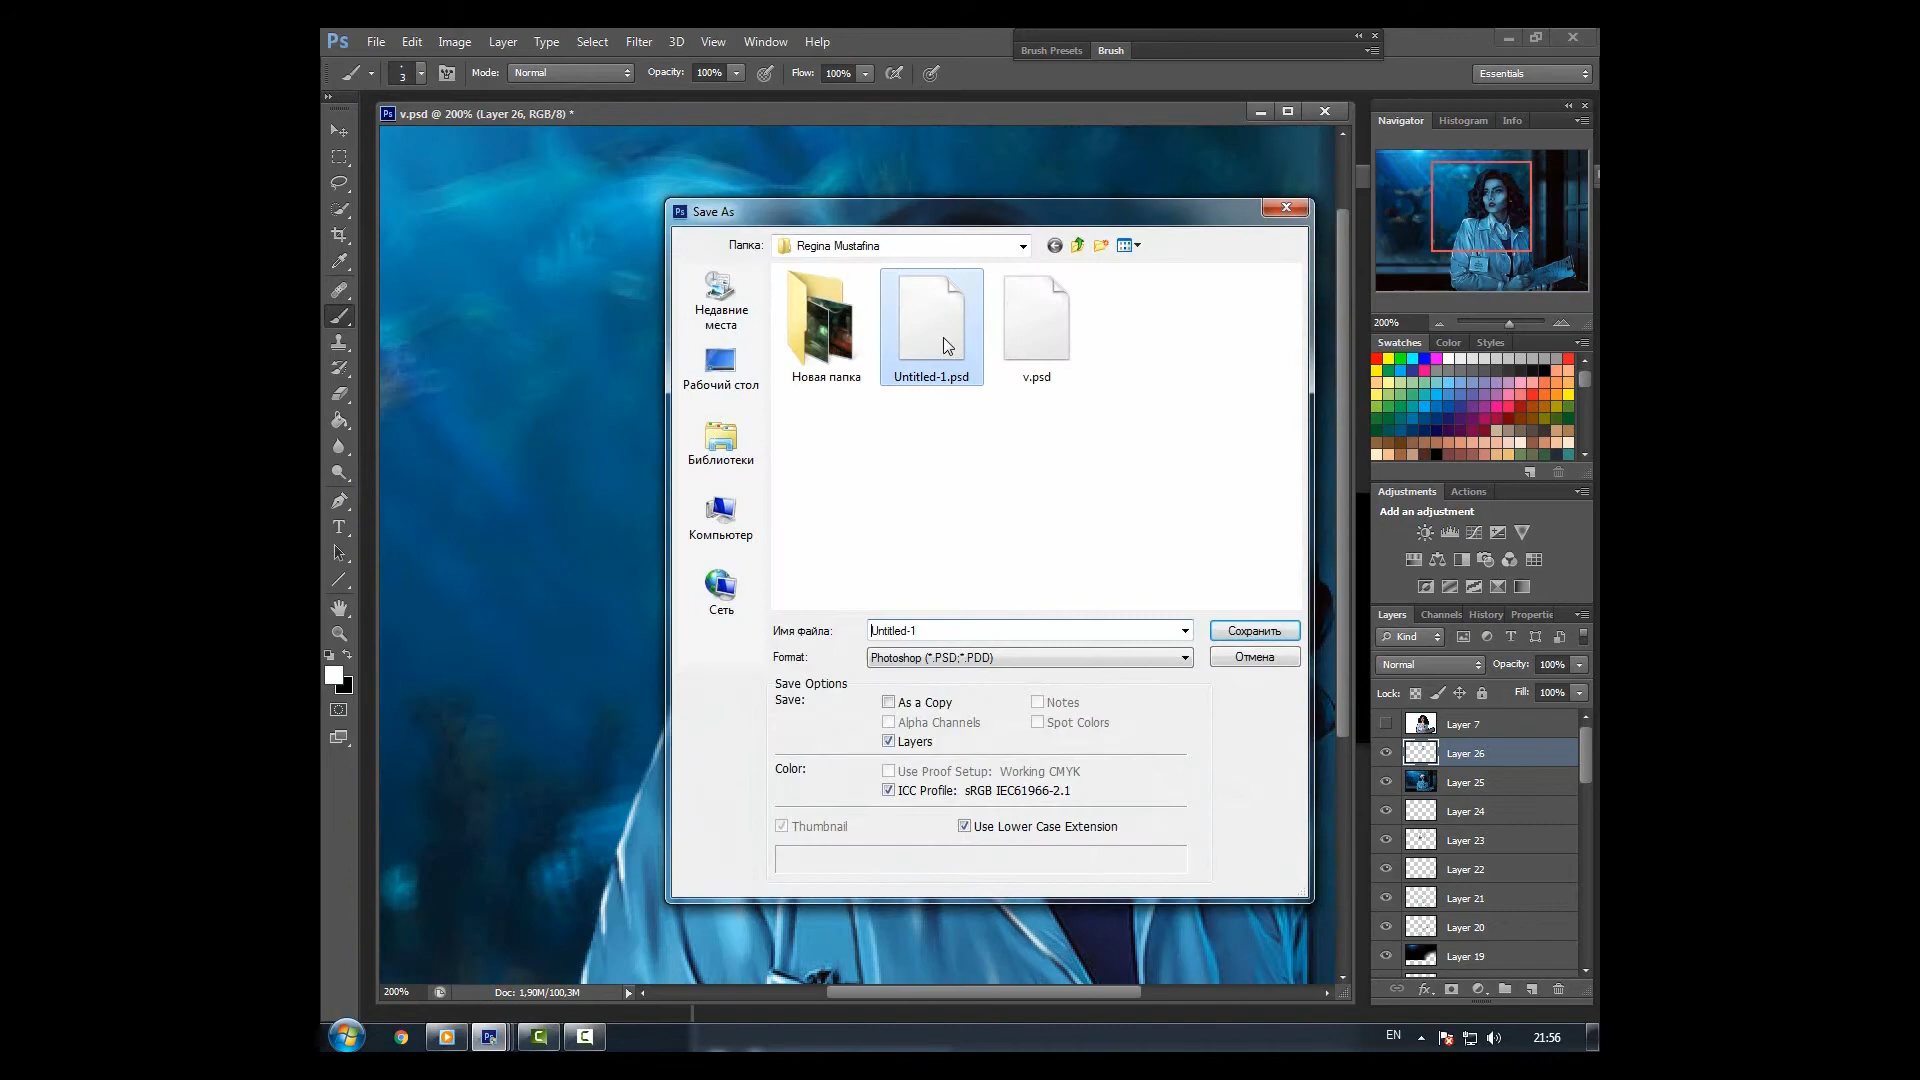 Ps File Edit Image Layer Type Select Filter 3D View Window Help
Brush Presets Brush
3 Mode: Normal Opacity: 100% Flow: 100% Essentials
Ps v.psd @ 200% (Layer 26, RGB/8) *
Navigator Histogram Info
200%
Swatches Color Styles
Adjustments Actions
Add an adjustment
Layers Channels History Propertie
Kind
Normal Opacity: 100%
Lock: Fill: 100%
Layer 7
Layer 26
Layer 25
Layer 24
Layer 23
Layer 22
Layer 21
Layer 20
Layer 19
fx
Ps Save As
Папка: Regina Mustafina
Недавние места
Рабочий стол
Библиотеки
Компьютер
Сеть
Новая папка Untitled-1.psd v.psd
Имя файла: Untitled-1 Сохранить
Format: Photoshop (*.PSD;*.PDD) Отмена
Save Options
Save: As a Copy Notes
Alpha Channels Spot Colors
Layers
Color: Use Proof Setup: Working CMYK
ICC Profile: sRGB IEC61966-2.1
Thumbnail Use Lower Case Extension
200% Doc: 1,90M/100,3M
Ps EN 21:56